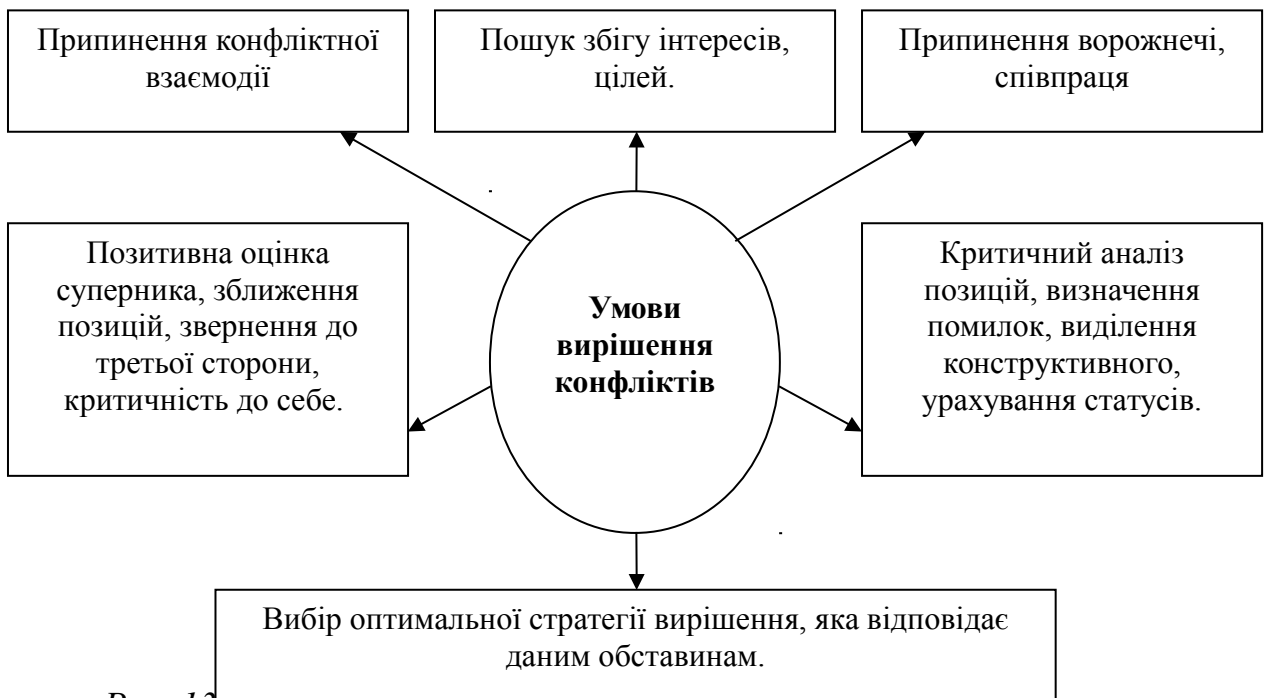 Припинення конфліктної
взаємодії
Пошук збігу інтересів,
цілей.
Припинення ворожнечі,
співпраця
Позитивна оцінка
суперника, зближення
позицій, звернення до
третьої сторони,
критичність до себе.
Умови
вирішення
конфліктів
Критичний аналіз
позицій, визначення
помилок, виділення
конструктивного,
урахування статусів.
Вибір оптимальної стратегії вирішення, яка відповідає
даним обставинам.